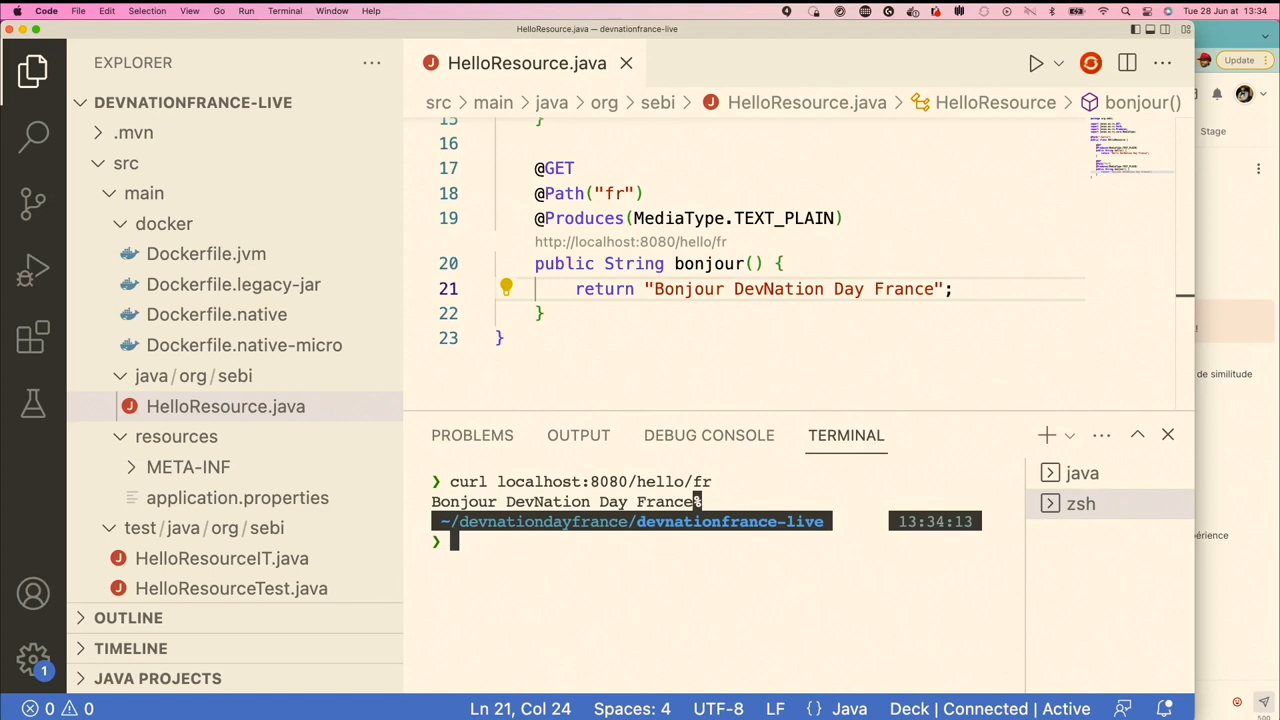 Code File Edit Selection View Go Run Terminal Window Help Tue 28 Jun at 13:34
HelloResource.java — devnationfrance-live
EXPLORER
DEVNATIONFRANCE-LIVE
.mvn
src
main
docker
Dockerfile.jvm
Dockerfile.legacy-jar
Dockerfile.native
Dockerfile.native-micro
java/org/sebi
HelloResource.java
resources
META-INF
application.properties
test/java/org/sebi
HelloResourceIT.java
HelloResourceTest.java
OUTLINE
TIMELINE
JAVA PROJECTS
HelloResource.java
src > main > java > org > sebi > HelloResource.java > HelloResource > bonjour()
15 }
16
17 @GET
18 @Path("fr")
19 @Produces(MediaType.TEXT_PLAIN)
http://localhost:8080/hello/fr
20 public String bonjour() {
21 return "Bonjour DevNation Day France";
22 }
23 }
PROBLEMS OUTPUT DEBUG CONSOLE TERMINAL
❯ curl localhost:8080/hello/fr
Bonjour DevNation Day France%
~/devnationdayfrance/devnationfrance-live 13:34:13
❯
java
zsh
Update
Stage
de similitude
périence
1
0 0 Ln 21, Col 24 Spaces: 4 UTF-8 LF {} Java Deck | Connected | Active